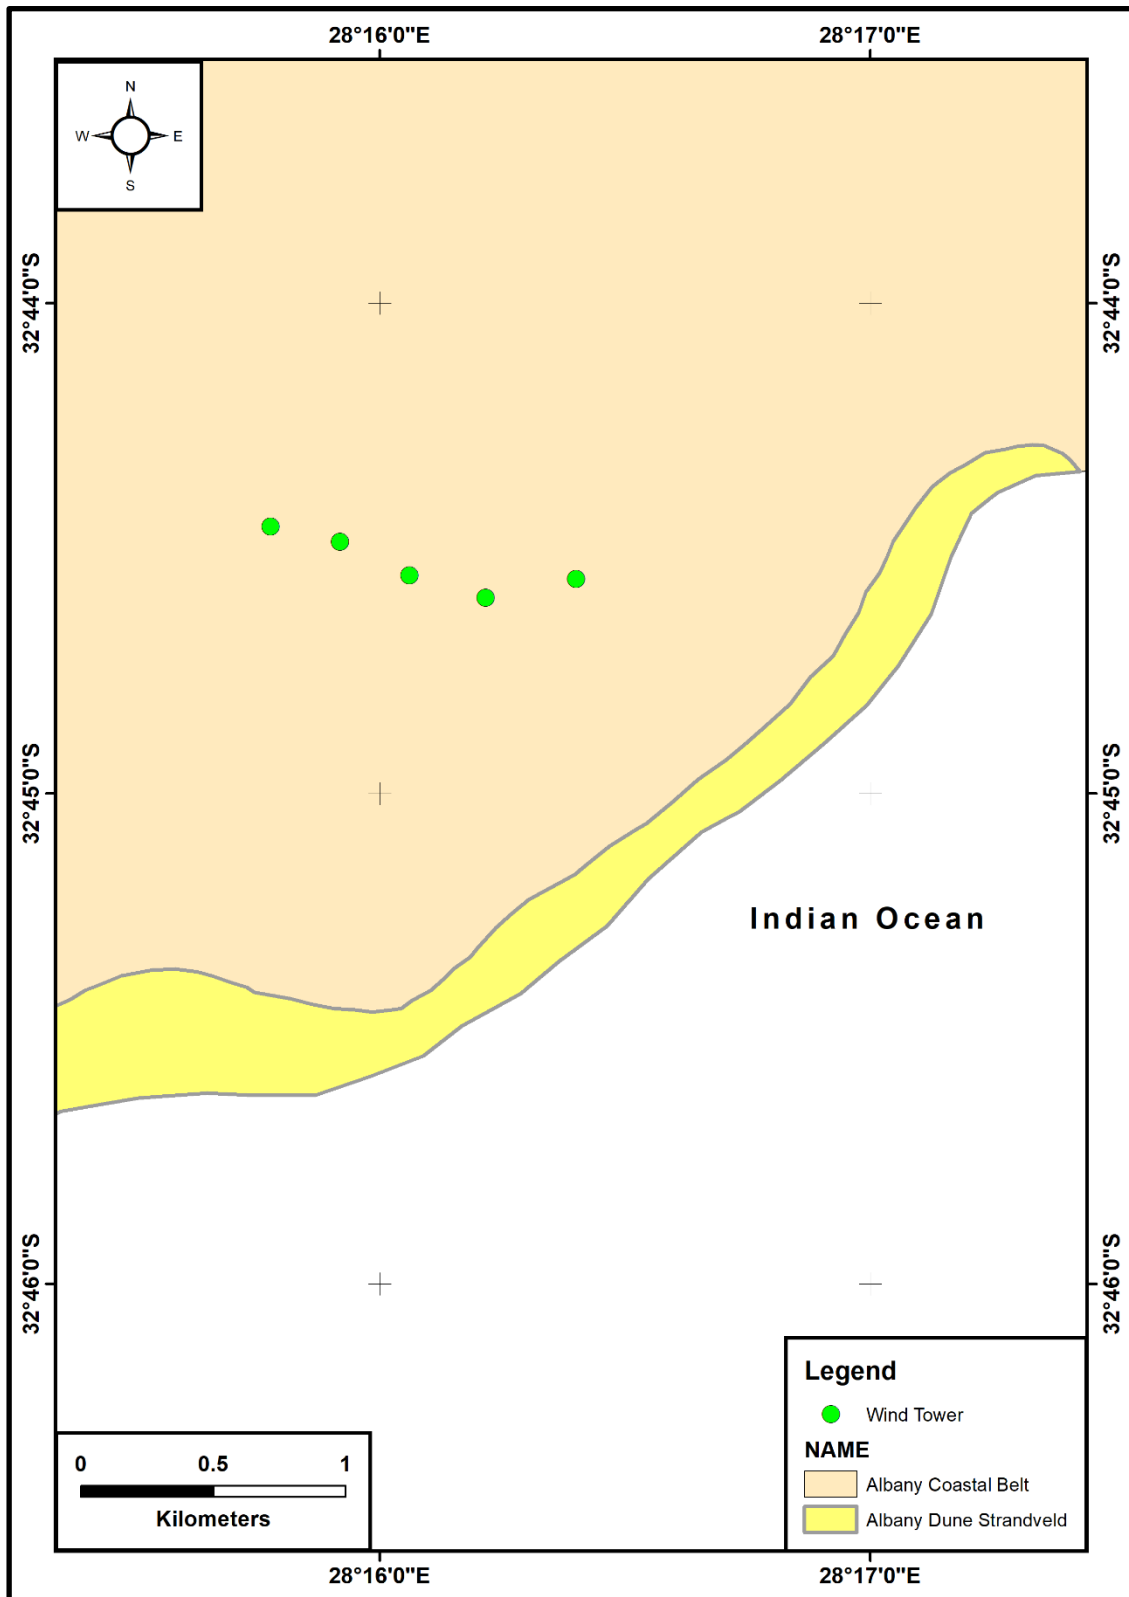 28°16'0"E 28°17'0"E
N
W E
S
32°44'0"S 32°44'0"S
32°45'0"S 32°45'0"S
Indian Ocean
32°46'0"S 32°46'0"S
Legend
Wind Tower
NAME
Albany Coastal Belt
Albany Dune Strandveld
0 0.5 1
Kilometers
28°16'0"E 28°17'0"E